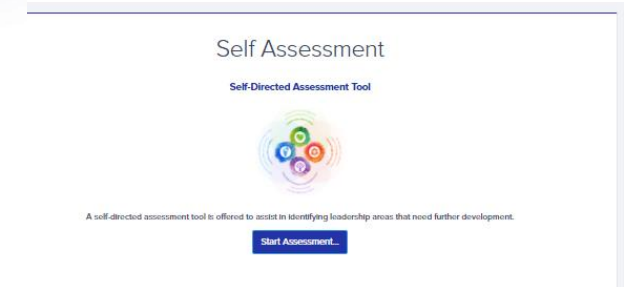 Self Assessment
Self-Directed Assessment Tool
A self-directed assessment tool is offered to assist in identifying leadership areas that need further development.
Start Assessment...